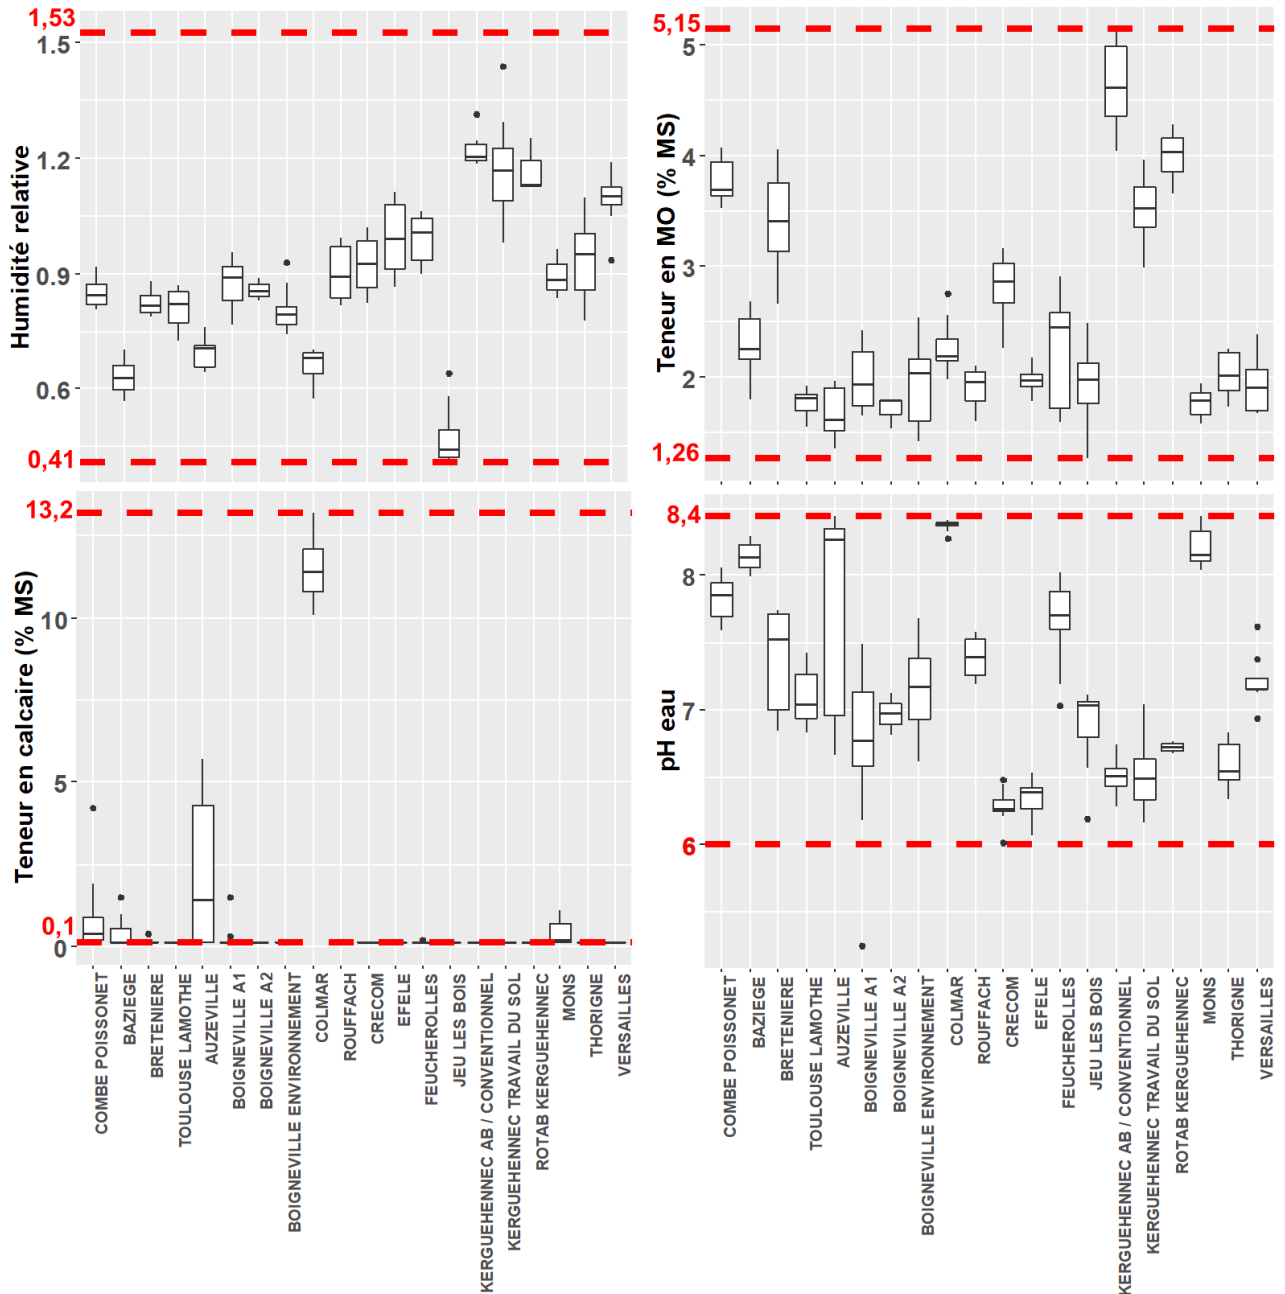 1,53
1.5
1.2
0.9
0.6
0,41
Humidité relative
5,15
5
4
3
2
1,26
Teneur en MO (% MS)
13,2
10
5
0,1
0
Teneur en calcaire (% MS)
COMBE POISSONET
BAZIEGE
BRETENIERE
TOULOUSE LAMOTHE
AUZEVILLE
BOIGNEVILLE A1
BOIGNEVILLE A2
BOIGNEVILLE ENVIRONNEMENT
COLMAR
ROUFFACH
CRECOM
EFELE
FEUCHEROLLES
JEU LES BOIS
KERGUEHENNEC AB / CONVENTIONNEL
KERGUEHENNEC TRAVAIL DU SOL
ROTAB KERGUEHENNEC
MONS
THORIGNE
VERSAILLES
8,4
8
7
6
pH eau
COMBE POISSONET
BAZIEGE
BRETENIERE
TOULOUSE LAMOTHE
AUZEVILLE
BOIGNEVILLE A1
BOIGNEVILLE A2
BOIGNEVILLE ENVIRONNEMENT
COLMAR
ROUFFACH
CRECOM
EFELE
FEUCHEROLLES
JEU LES BOIS
KERGUEHENNEC AB / CONVENTIONNEL
KERGUEHENNEC TRAVAIL DU SOL
ROTAB KERGUEHENNEC
MONS
THORIGNE
VERSAILLES